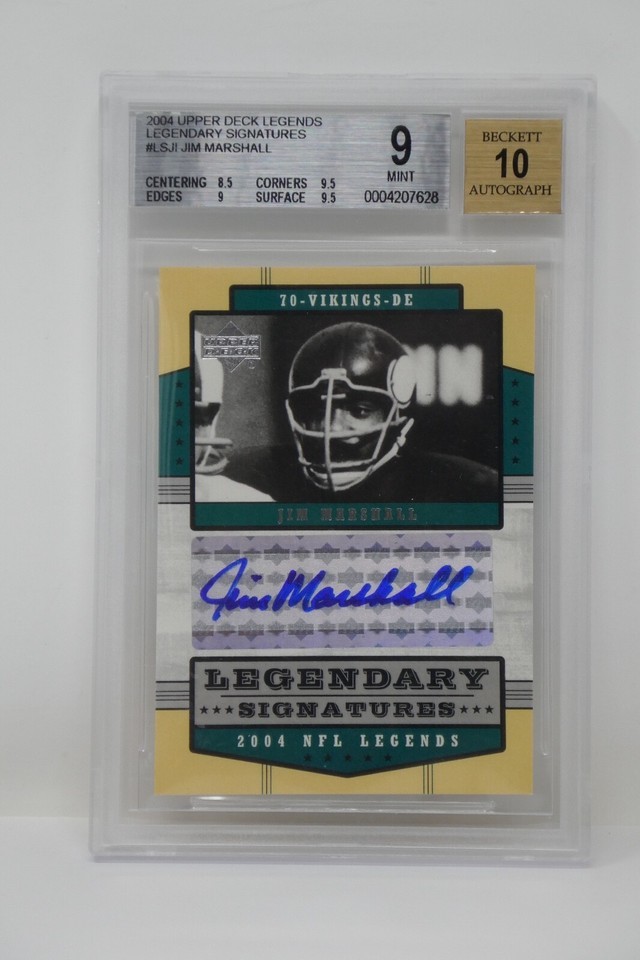 2004 UPPER DECK LEGENDS
LEGENDARY SIGNATURES
#LSJI JIM MARSHALL
CENTERING 8.5 CORNERS 9.5
EDGES 9 SURFACE 9.5
9
MINT
0004207628
BECKETT
10
AUTOGRAPH
70-VIKINGS-DE
UPPER
DECK
JIM MARSHALL
Jim Marshall
LEGENDARY
SIGNATURES
2004 NFL LEGENDS